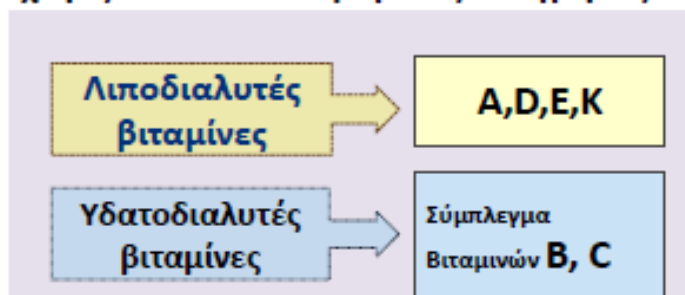 Λιποδιαλυτές
βιταμίνες
A,D,E,K
Υδατοδιαλυτές
βιταμίνες
Σύμπλεγμα
Βιταμινών B, C